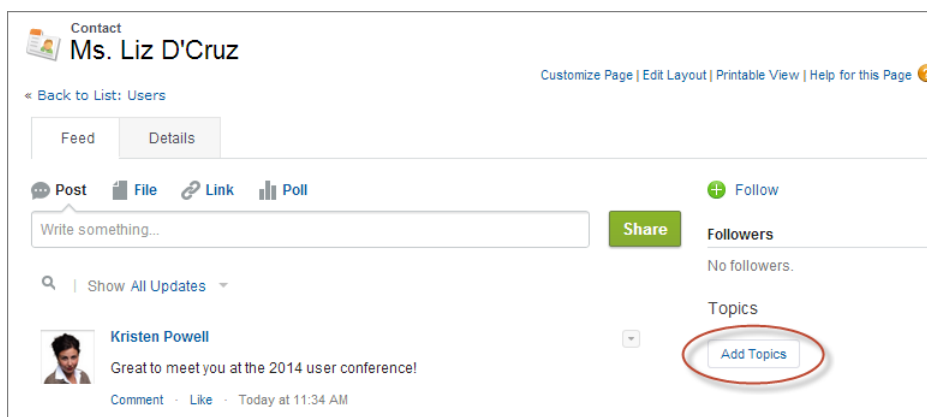 Contact
Ms. Liz D'Cruz
Customize Page | Edit Layout | Printable View | Help for this Page ?
« Back to List: Users
Feed Details
Post File Link Poll
Write something...
Share
Show All Updates
Kristen Powell
Great to meet you at the 2014 user conference!
Comment · Like · Today at 11:34 AM
Follow
Followers
No followers.
Topics
Add Topics